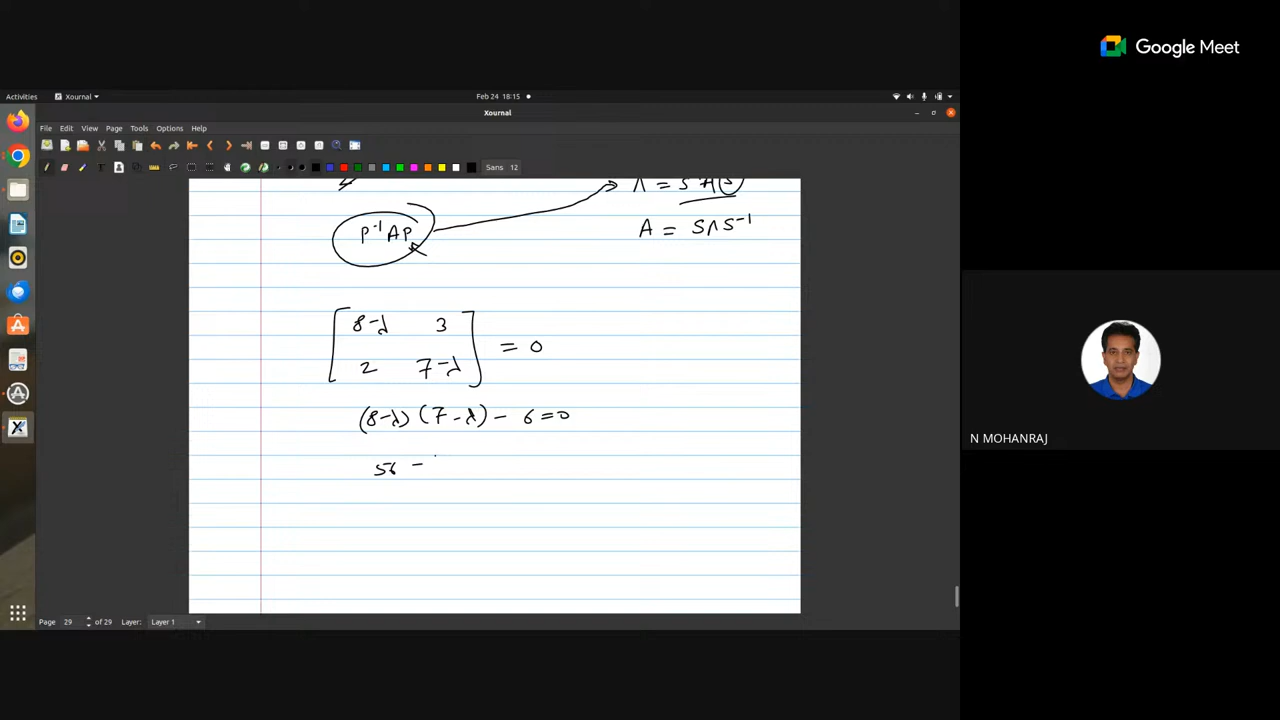 Google Meet
Activities Xournal Feb 24 18:15
Xournal
File Edit View Page Tools Options Help
Sans 12
Λ = S⁻¹A S
P⁻¹AP
A = SΛS⁻¹
8-λ 3
2 7-λ
= 0
(8-λ) (7-λ) - 6 = 0
56 -
N MOHANRAJ
Page 29 of 29 Layer: Layer 1